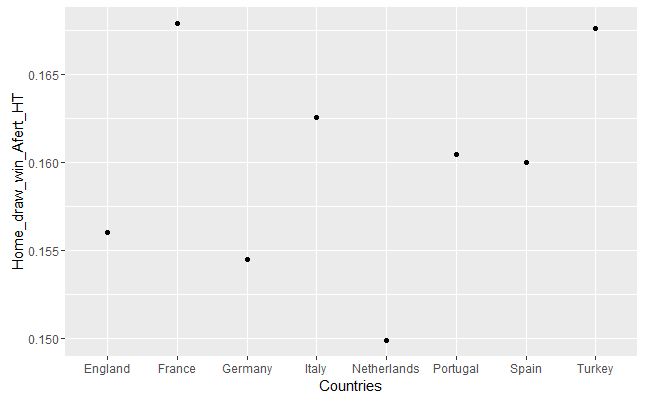 Home_draw_win_Afert_HT
0.165
0.160
0.155
0.150
England France Germany Italy Netherlands Portugal Spain Turkey
Countries